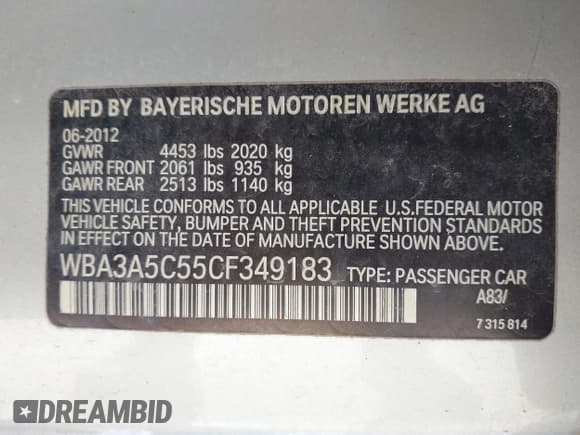 MFD BY BAYERISCHE MOTOREN WERKE AG
06-2012
GVWR 4453 lbs 2020 kg
GAWR FRONT 2061 lbs 935 kg
GAWR REAR 2513 lbs 1140 kg
THIS VEHICLE CONFORMS TO ALL APPLICABLE U.S.FEDERAL MOTOR
VEHICLE SAFETY, BUMPER AND THEFT PREVENTION STANDARDS
IN EFFECT ON THE DATE OF MANUFACTURE SHOWN ABOVE.
WBA3A5C55CF349183 TYPE: PASSENGER CAR
A83/
7 315 814
DREAMBID